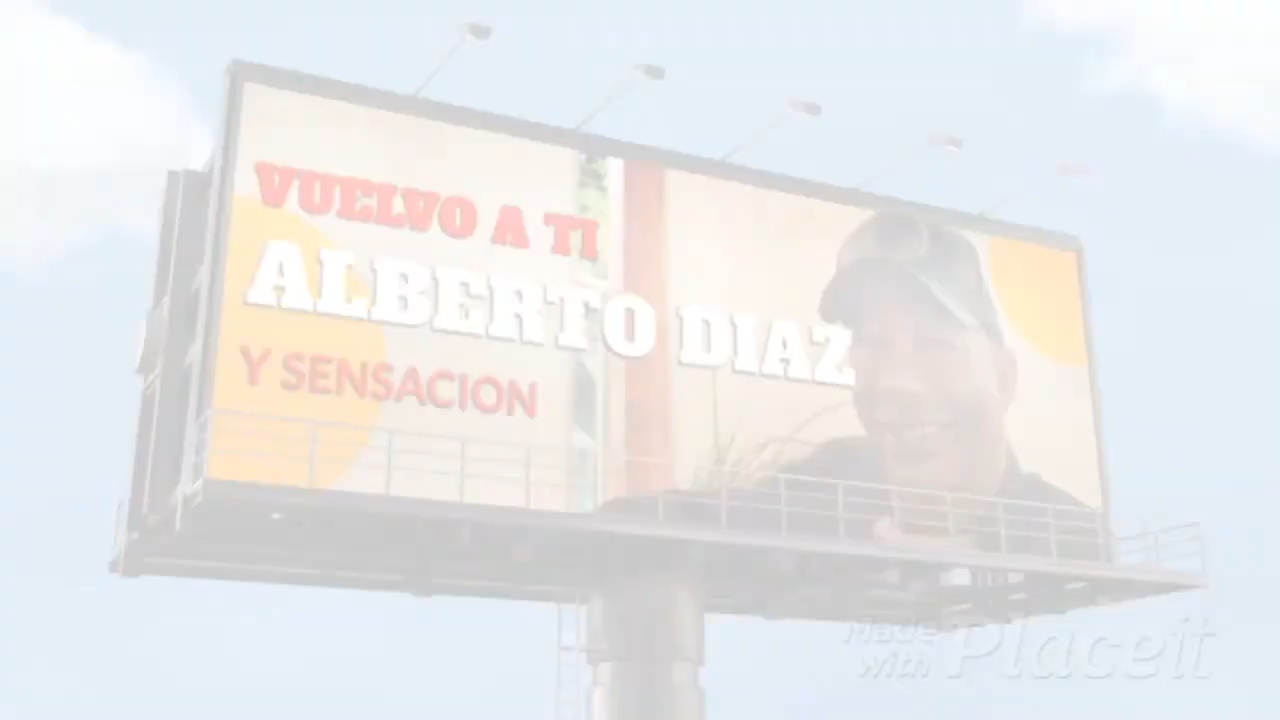 VUELVO A TI
ALBERTO DIAZ
Y SENSACION
Made
with Placeit